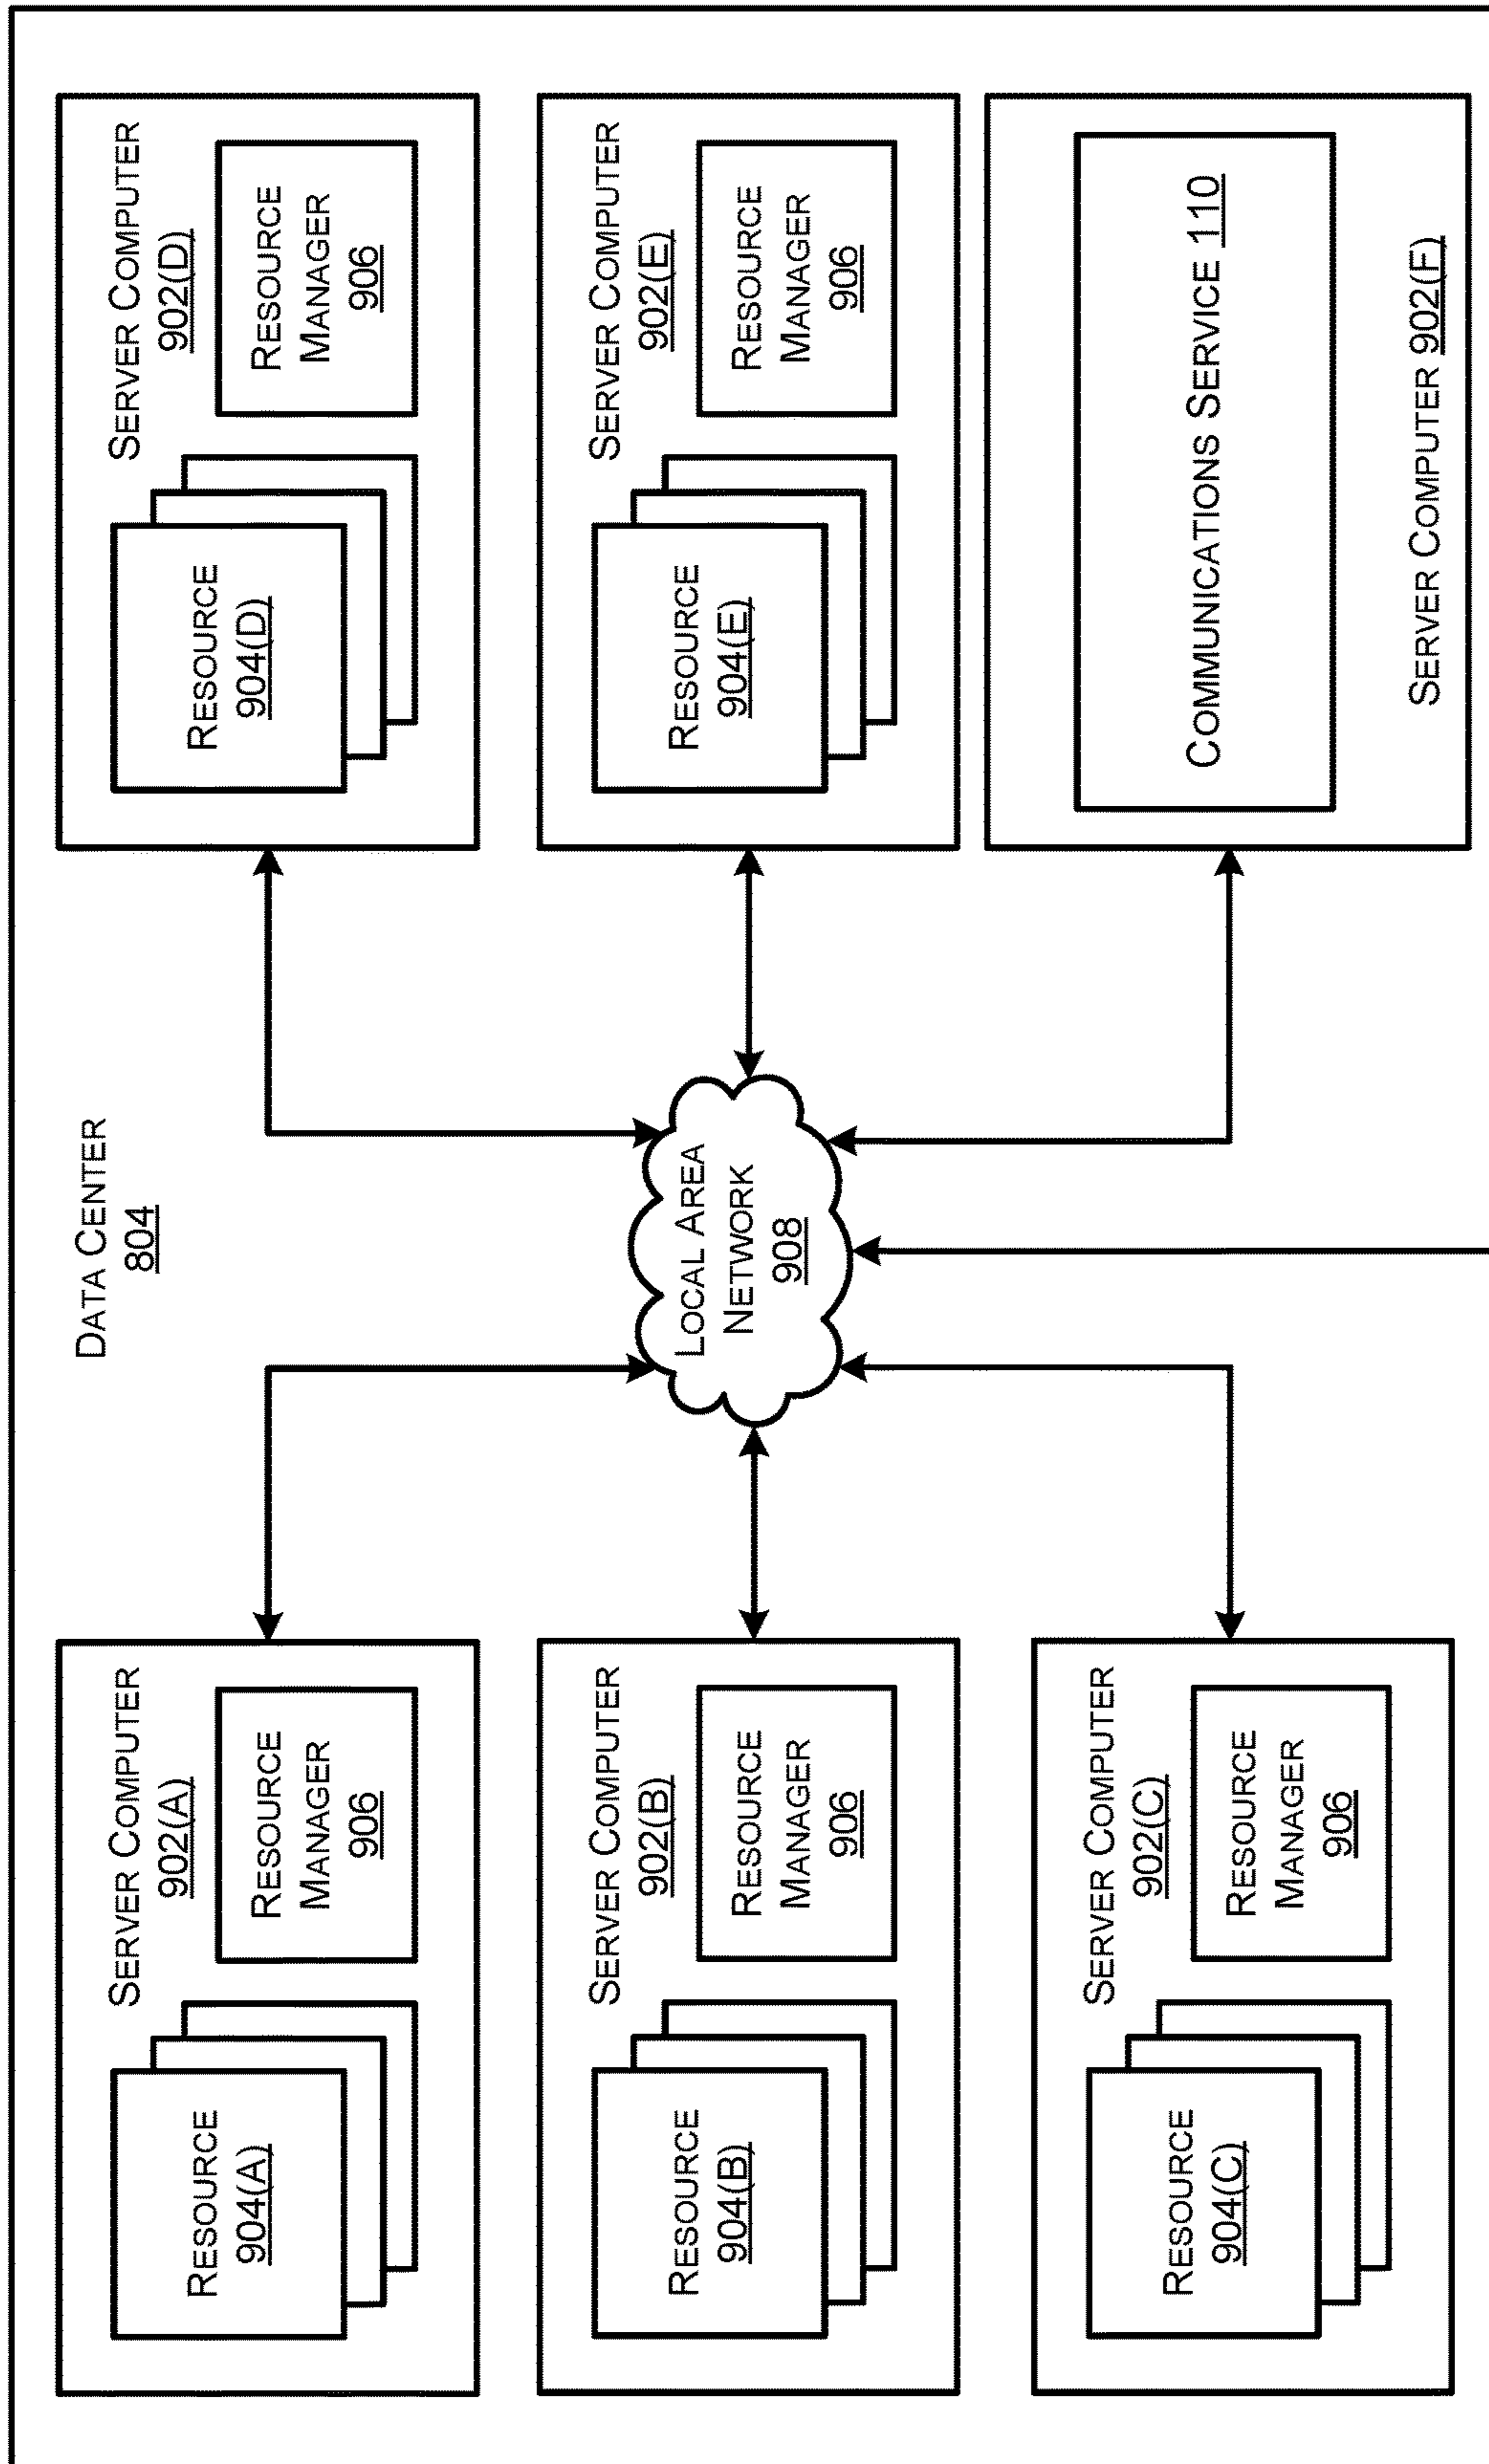 DATA CENTER
804
SERVER COMPUTER
902(A)
RESOURCE
904(A)
RESOURCE
MANAGER
906
SERVER COMPUTER
902(B)
RESOURCE
904(B)
RESOURCE
MANAGER
906
SERVER COMPUTER
902(C)
RESOURCE
904(C)
RESOURCE
MANAGER
906
LOCAL AREA
NETWORK
908
SERVER COMPUTER
902(D)
RESOURCE
904(D)
RESOURCE
MANAGER
906
SERVER COMPUTER
902(E)
RESOURCE
904(E)
RESOURCE
MANAGER
906
COMMUNICATIONS SERVICE 110
SERVER COMPUTER 902(F)